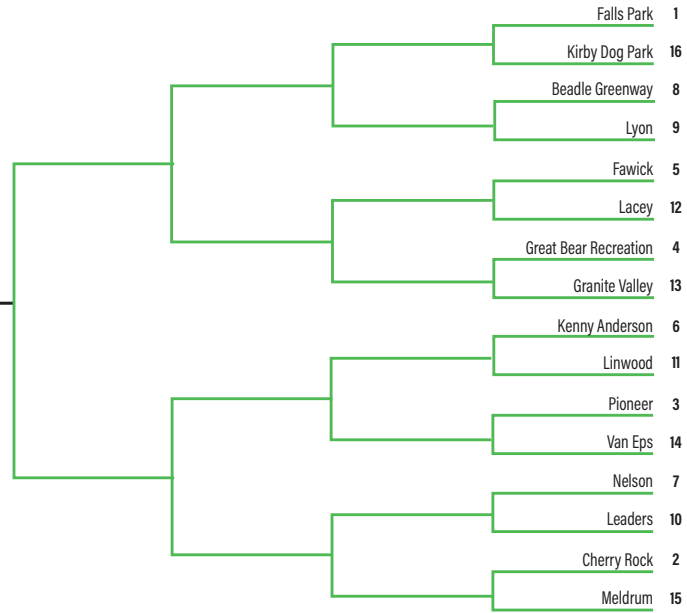 Falls Park 1
Kirby Dog Park 16
Beadle Greenway 8
Lyon 9
Fawick 5
Lacey 12
Great Bear Recreation 4
Granite Valley 13
Kenny Anderson 6
Linwood 11
Pioneer 3
Van Eps 14
Nelson 7
Leaders 10
Cherry Rock 2
Meldrum 15